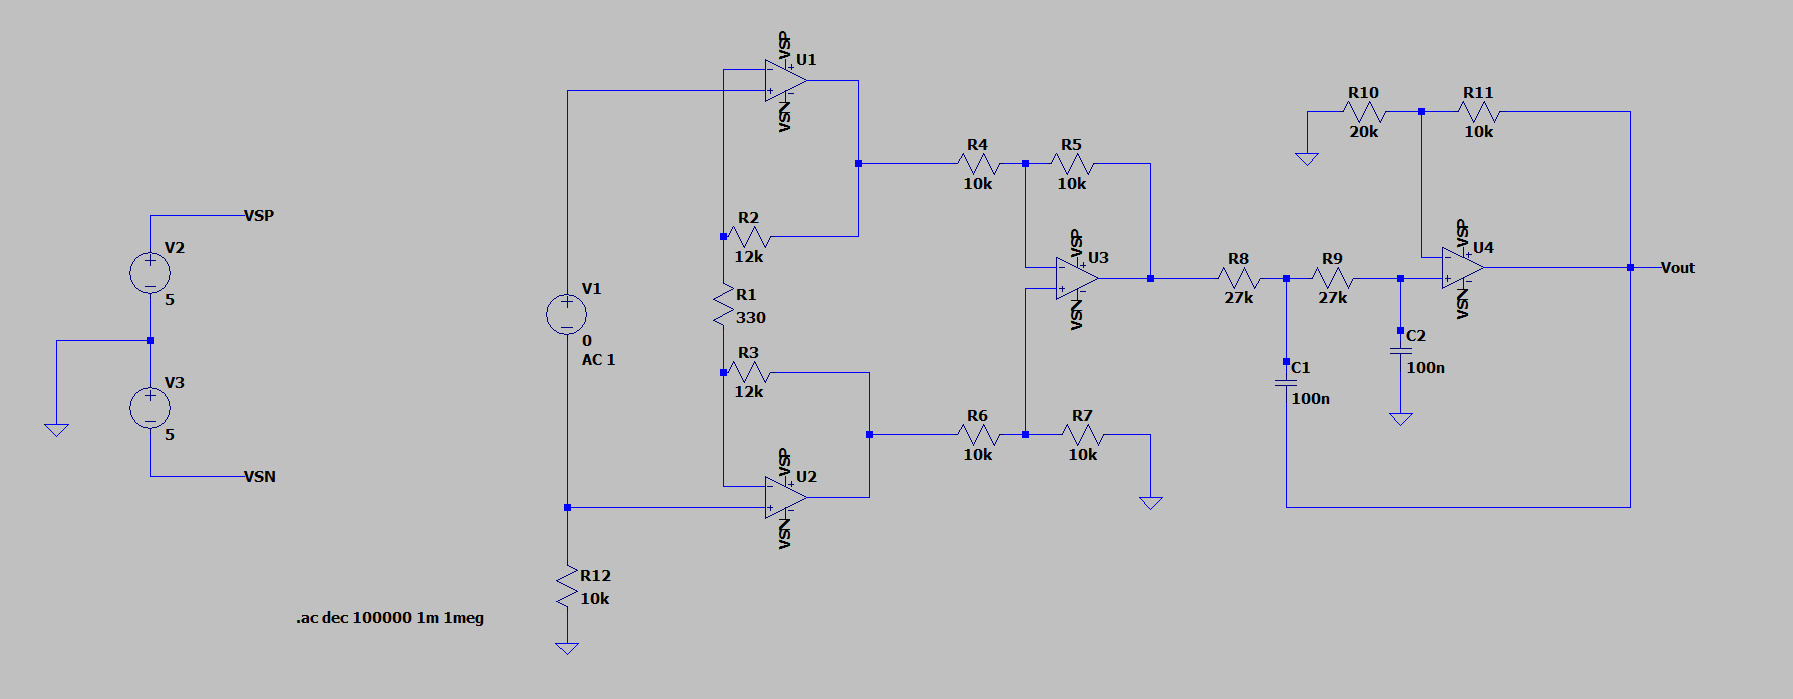 VSP
V2
5
V3
5
VSN
V1
0
AC 1
R12
10k
.ac dec 100000 1m 1meg
VSP
U1
VSN
R2
12k
R1
330
R3
12k
VSP
U2
VSN
R4
10k
R5
10k
VSP
U3
VSN
R6
10k
R7
10k
R8
27k
R9
27k
C1
100n
C2
100n
R10
20k
R11
10k
VSP
U4
VSN
Vout